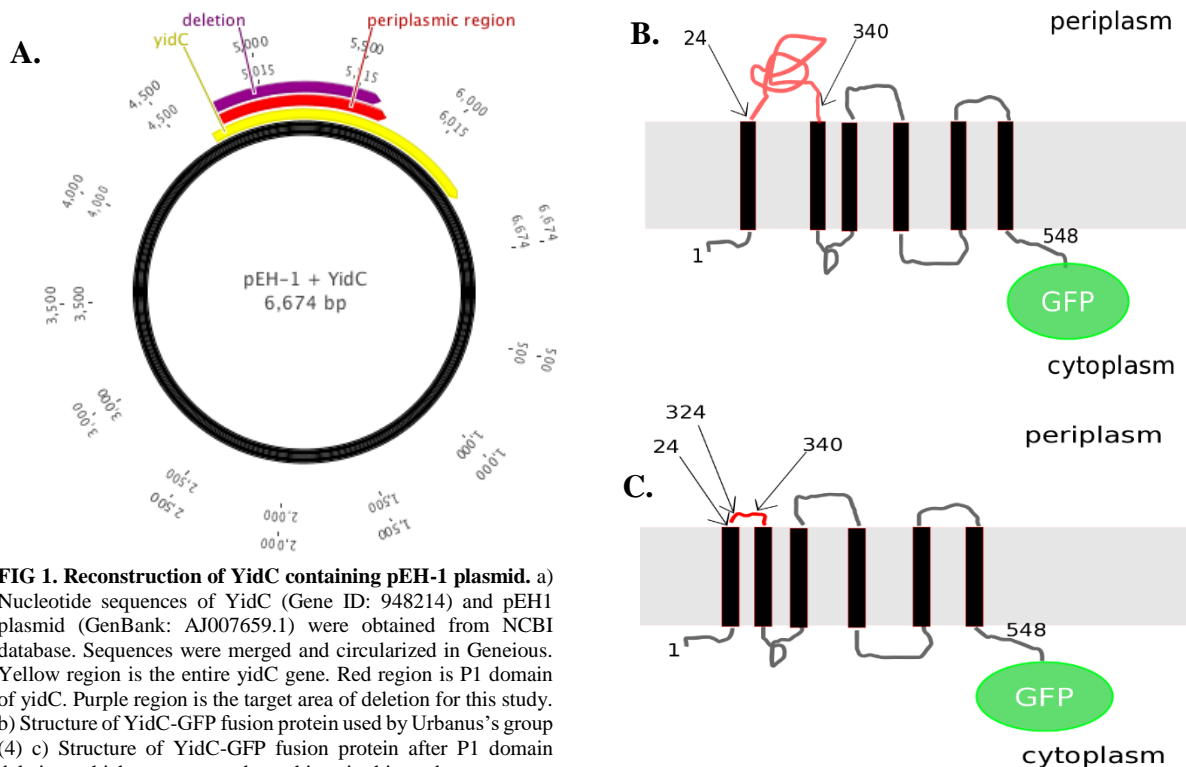 A.
deletion
periplasmic region
yidC
5,000
5,015
5,500
5,515
4,500
4,500
6,000
6,015
4,000
4,000
6,674
6,674
pEH-1 + YidC
6,674 bp
3,500
3,500
500
500
3,000
3,000
1,000
1,000
2,500
2,500
1,500
1,500
2,000
2,000
FIG 1. Reconstruction of YidC containing pEH-1 plasmid. a)
Nucleotide sequences of YidC (Gene ID: 948214) and pEH1
plasmid (GenBank: AJ007659.1) were obtained from NCBI
database. Sequences were merged and circularized in Geneious.
Yellow region is the entire yidC gene. Red region is P1 domain
of yidC. Purple region is the target area of deletion for this study.
b) Structure of YidC-GFP fusion protein used by Urbanus's group
(4) c) Structure of YidC-GFP fusion protein after P1 domain
B.
periplasm
24
340
1
548
GFP
cytoplasm
C.
324
24
340
periplasm
1
548
GFP
cytoplasm